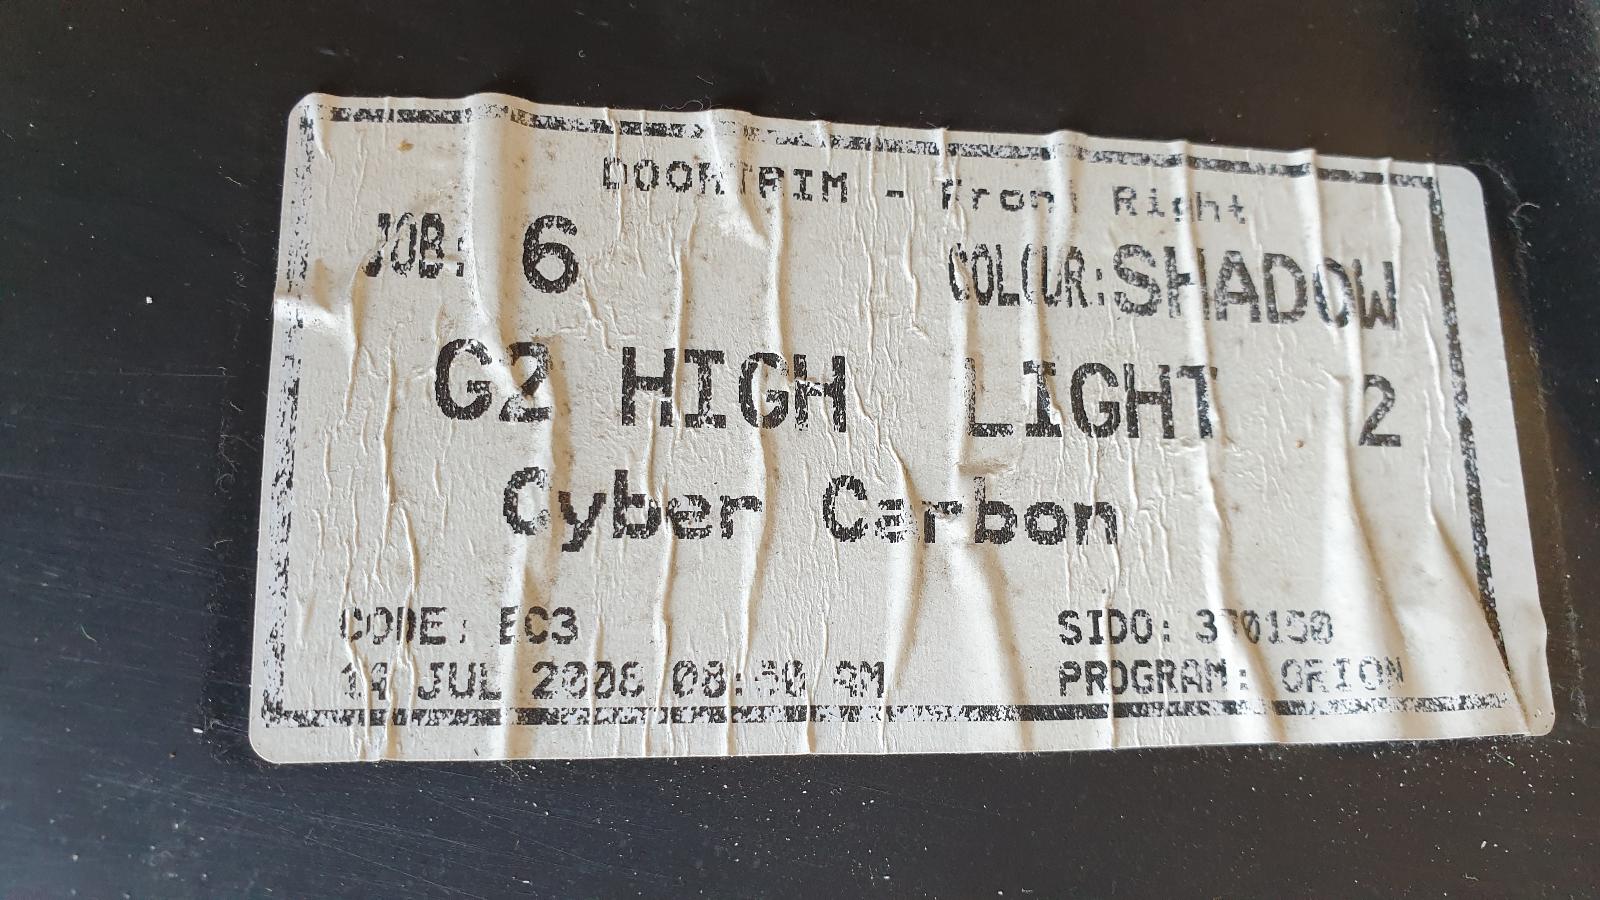 DOORTRIM - Front Right
JOB: 6 COLOUR: SHADOW
G2 HIGH LIGHT 2
Cyber Carbon
CODE: EC3 SIDO: 370150
JUL 2008 AM PROGRAM: ORION